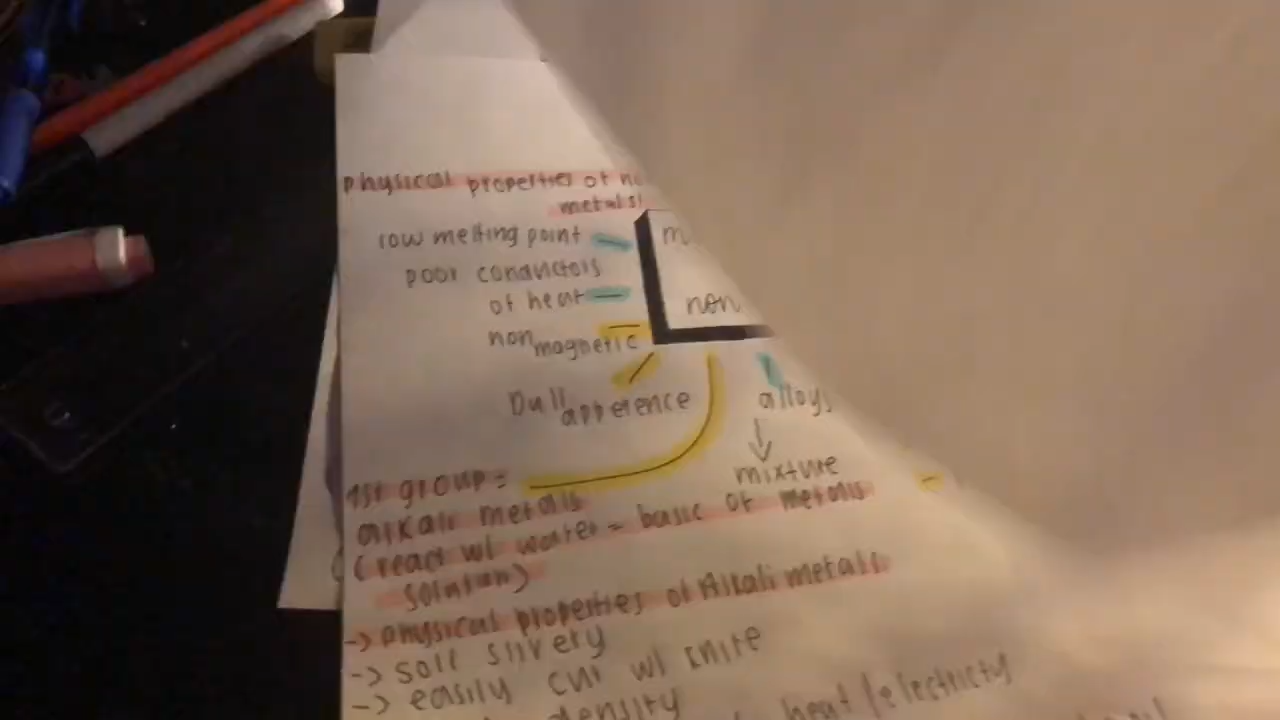 physical properties of no
metals!
low melting point
m
poor conductors
of heat
non
non magnetic
Dull apperence
alloys
mixture
1st group =
alkali metals
(react w/ water = basic of metals
solution)
-> physical properties of Alkali metals
-> soft silvery
-> easily cut w/ knife
density
heat/electricty